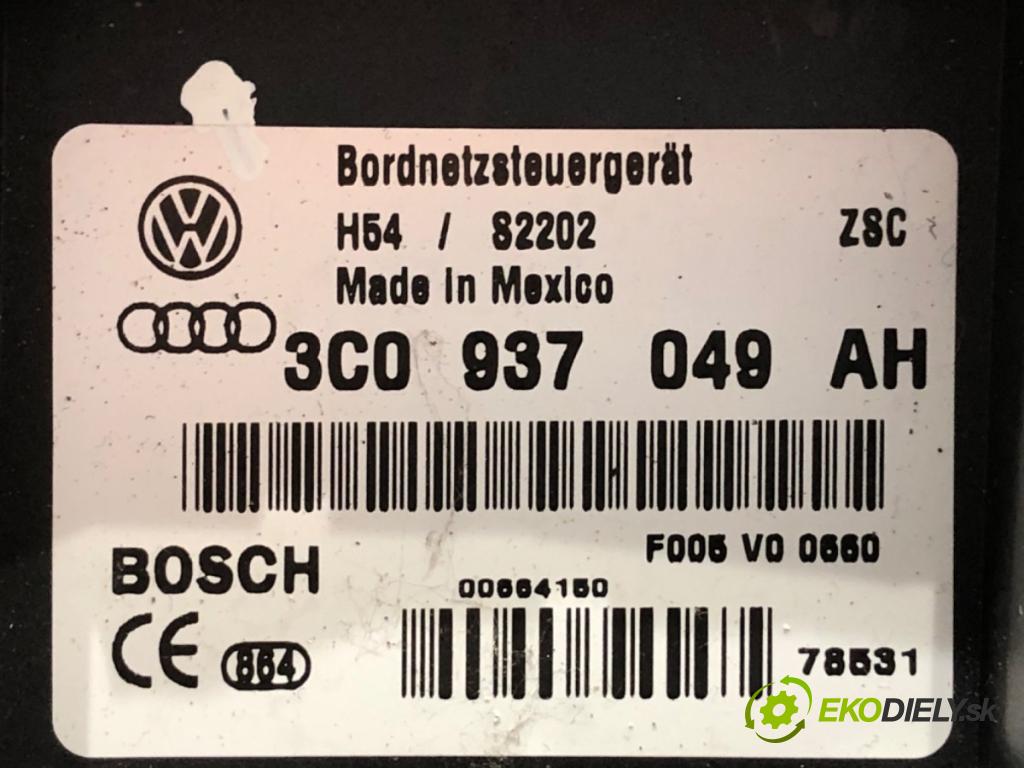 Bordnetzsteuergerät
H54 / S2202 ZSC
Made in Mexico
3C0 937 049 AH
F005 V0 0660
BOSCH
00664150
CE 864
78531
EKODIELY.sk